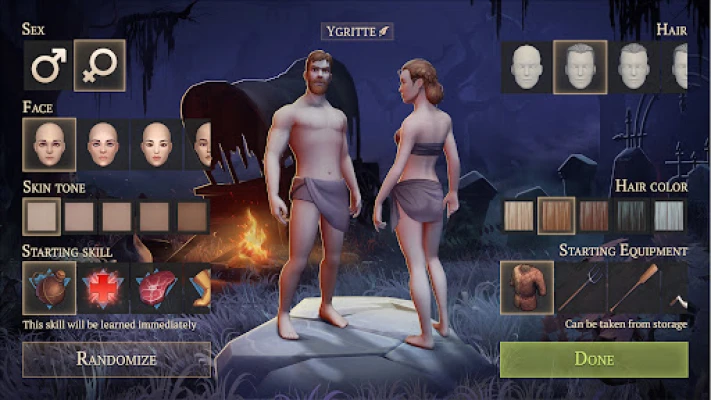 Sex
Ygritte
Hair
Face
Skin tone
Hair color
Starting skill
Starting Equipment
This skill will be learned immediately
Can be taken from storage
Randomize
Done